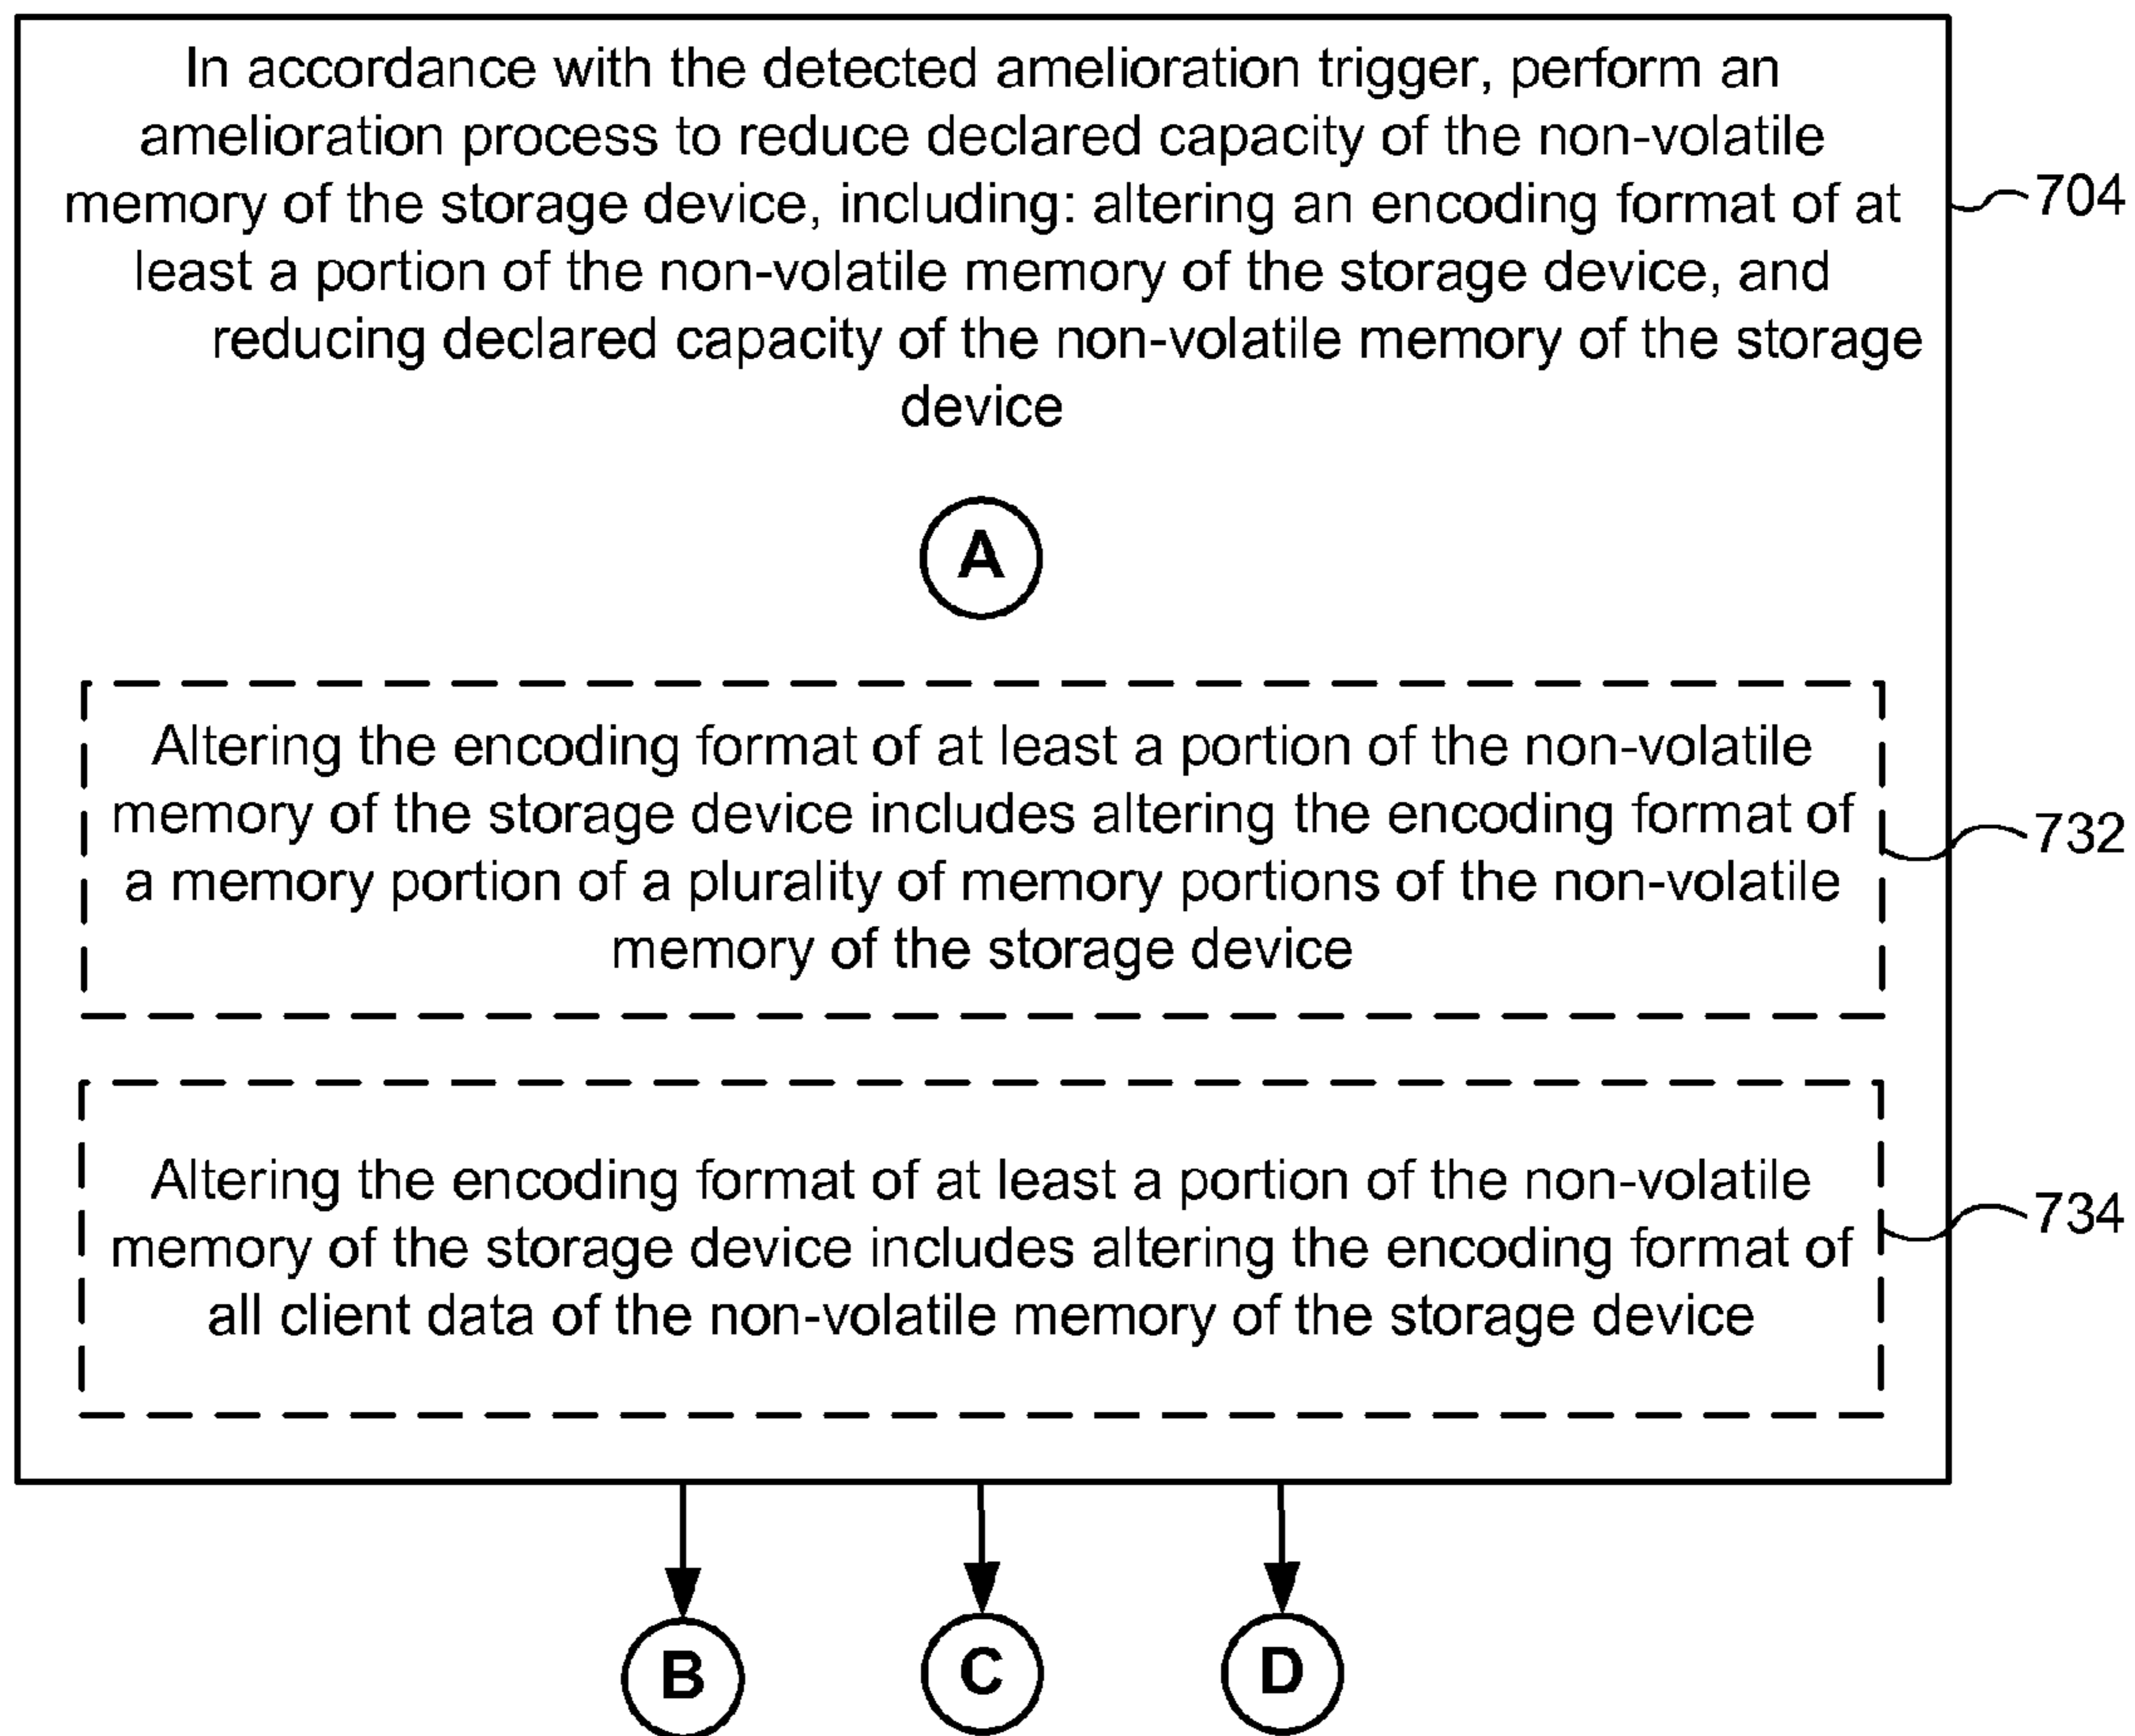 In accordance with the detected amelioration trigger, perform an
amelioration process to reduce declared capacity of the non-volatile
memory of the storage device, including: altering an encoding format of at
least a portion of the non-volatile memory of the storage device, and
reducing declared capacity of the non-volatile memory of the storage
device
704
A
Altering the encoding format of at least a portion of the non-volatile
memory of the storage device includes altering the encoding format of
a memory portion of a plurality of memory portions of the non-volatile
memory of the storage device
732
Altering the encoding format of at least a portion of the non-volatile
memory of the storage device includes altering the encoding format of
all client data of the non-volatile memory of the storage device
734
B
C
D